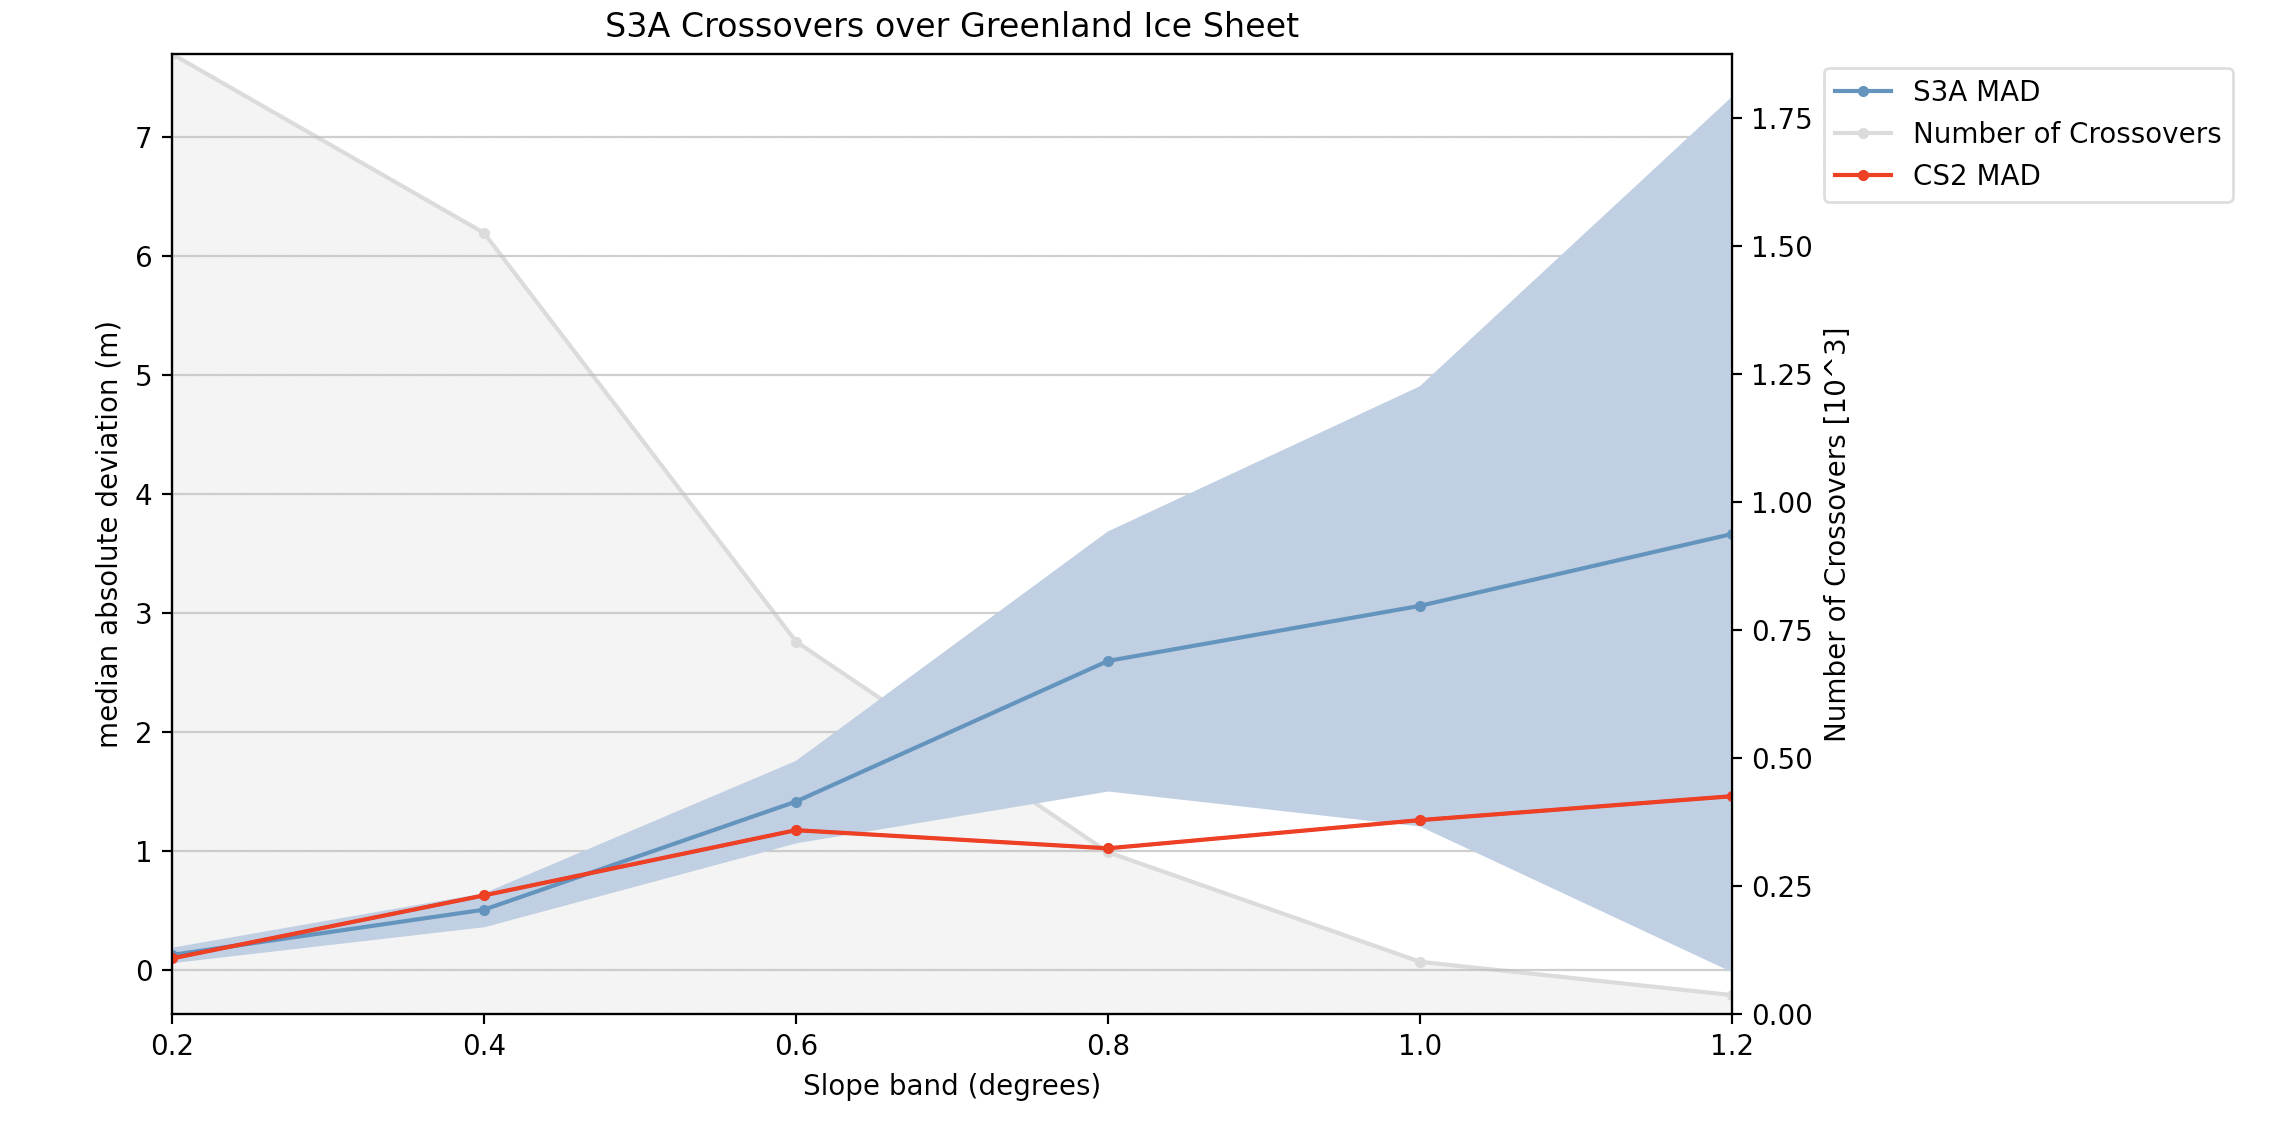 S3A Crossovers over Greenland Ice Sheet
median absolute deviation (m)
7
6
5
4
3
2
1
0
0.2 0.4 0.6 0.8 1.0 1.2
Slope band (degrees)
1.75
1.50
1.25
1.00
0.75
0.50
0.25
0.00
Number of Crossovers [10^3]
S3A MAD
Number of Crossovers
CS2 MAD